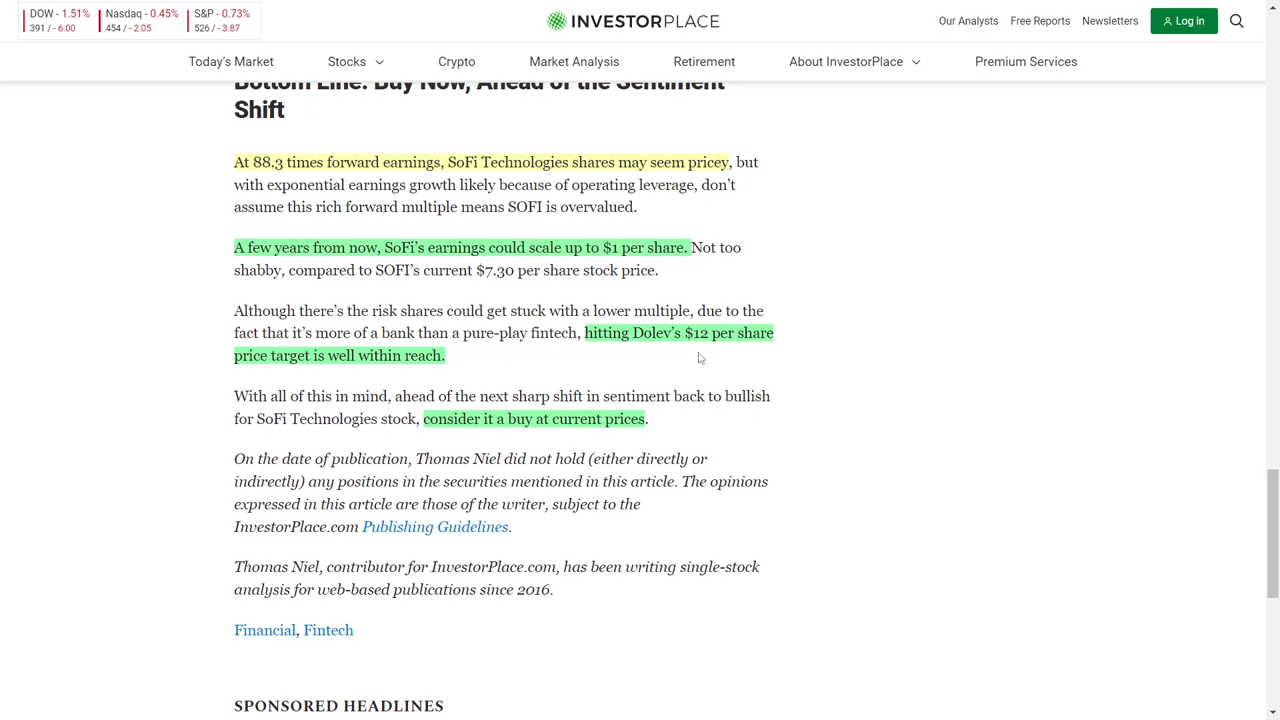 DOW - 1.51%
391 / - 6.00
Nasdaq - 0.45%
454 / - 2.05
S&P - 0.73%
526 / - 3.87
INVESTORPLACE
Our Analysts
Free Reports
Newsletters
Log in
Today's Market
Stocks
Crypto
Market Analysis
Retirement
About InvestorPlace
Premium Services
Bottom Line: Buy Now, Ahead of the Sentiment
Shift
At 88.3 times forward earnings, SoFi Technologies shares may seem pricey, but
with exponential earnings growth likely because of operating leverage, don’t
assume this rich forward multiple means SOFI is overvalued.
A few years from now, SoFi’s earnings could scale up to $1 per share. Not too
shabby, compared to SOFI’s current $7.30 per share stock price.
Although there’s the risk shares could get stuck with a lower multiple, due to the
fact that it’s more of a bank than a pure-play fintech, hitting Dolev’s $12 per share
price target is well within reach.
With all of this in mind, ahead of the next sharp shift in sentiment back to bullish
for SoFi Technologies stock, consider it a buy at current prices.
On the date of publication, Thomas Niel did not hold (either directly or
indirectly) any positions in the securities mentioned in this article. The opinions
expressed in this article are those of the writer, subject to the
InvestorPlace.com Publishing Guidelines.
Thomas Niel, contributor for InvestorPlace.com, has been writing single-stock
analysis for web-based publications since 2016.
Financial, Fintech
SPONSORED HEADLINES